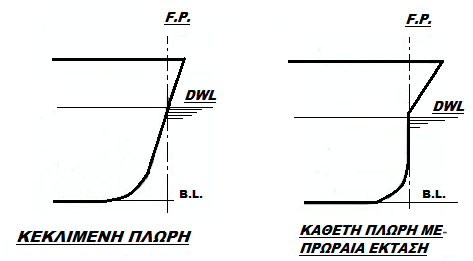 F.P.
F.P.
DWL
DWL
B.L.
B.L.
ΚΕΚΛΙΜΕΝΗ ΠΛΩΡΗ
ΚΑΘΕΤΗ ΠΛΩΡΗ ΜΕ-
ΠΡΩΡΑΙΑ ΕΚΤΑΣΗ